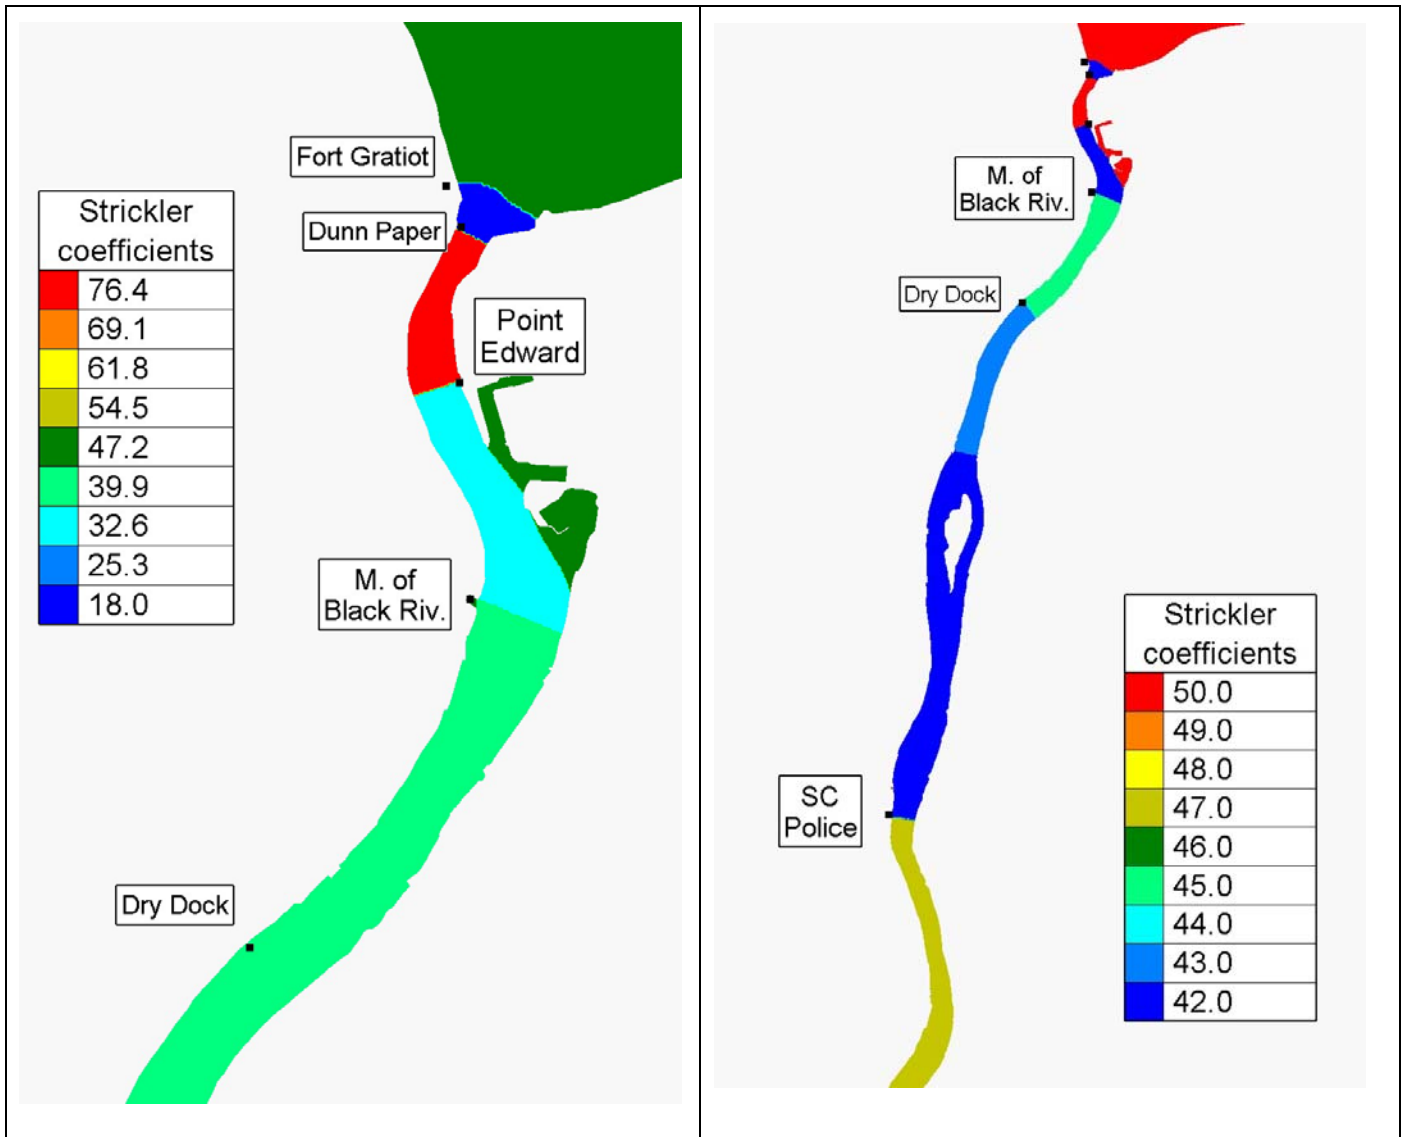 Fort Gratiot
Dunn Paper
Point
Edward
M. of
Black Riv.
Dry Dock
Strickler
coefficients
76.4
69.1
61.8
54.5
47.2
39.9
32.6
25.3
18.0
M. of
Black Riv.
Dry Dock
SC
Police
Strickler
coefficients
50.0
49.0
48.0
47.0
46.0
45.0
44.0
43.0
42.0